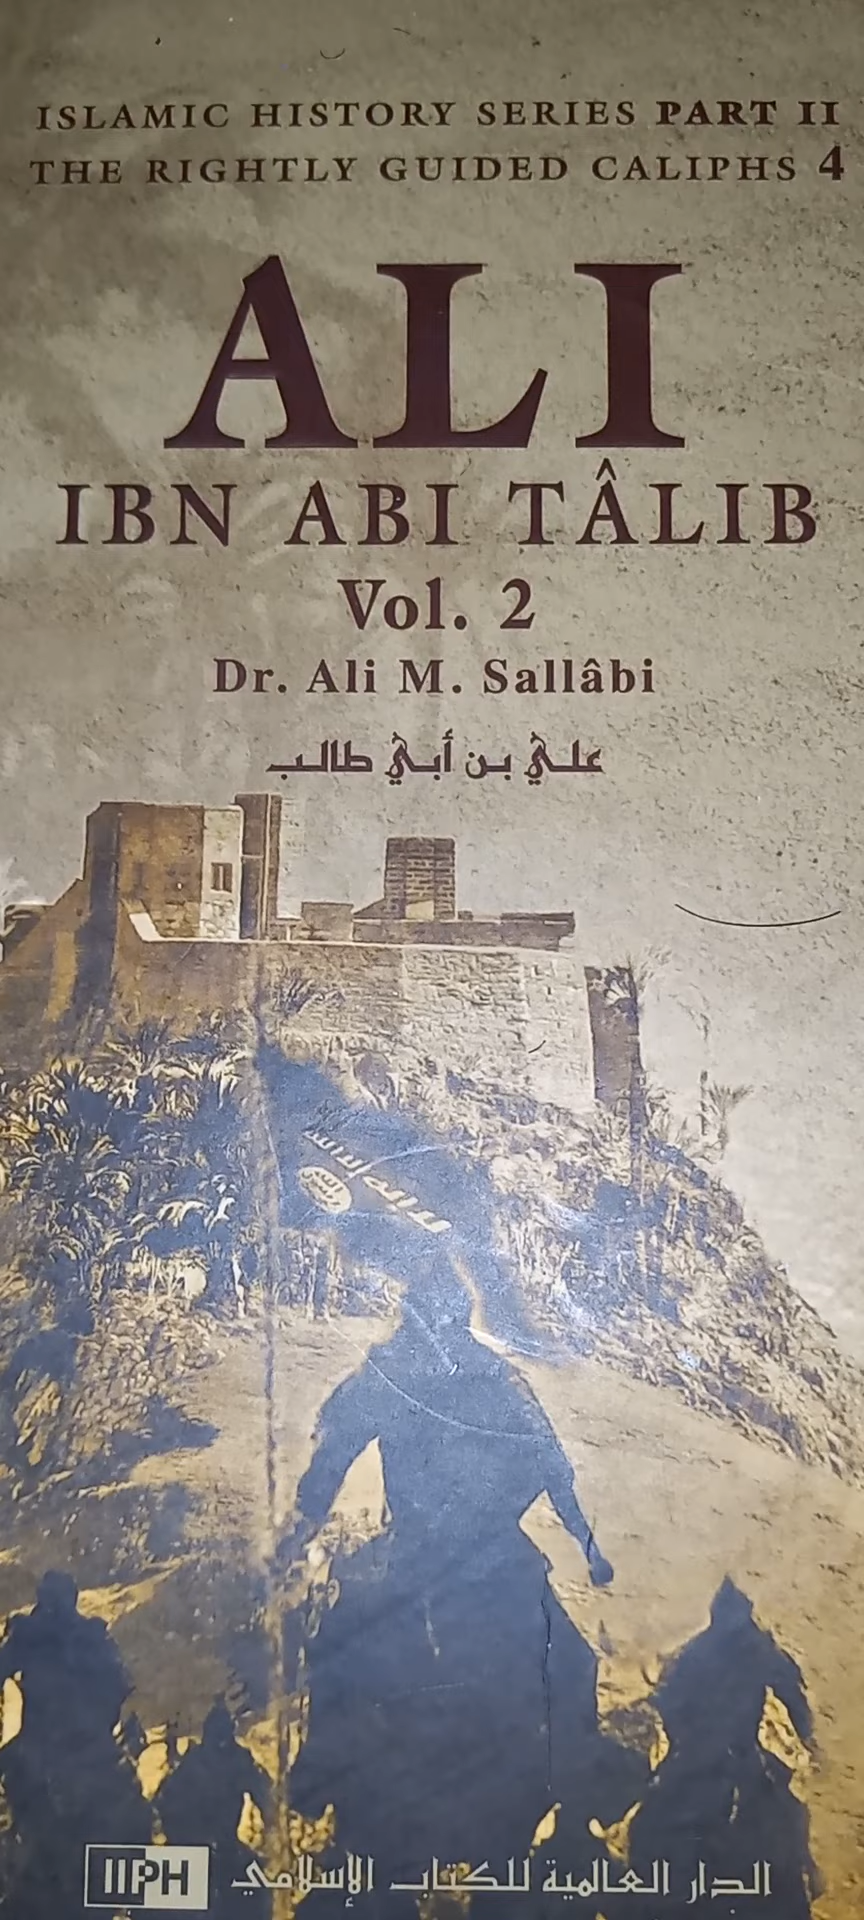 ISLAMIC HISTORY SERIES PART II
THE RIGHTLY GUIDED CALIPHS 4
ALI
IBN ABI TÂLIB
Vol. 2
Dr. Ali M. Sallâbi
علي بن أبي طالب
IIPH الدار العالمية للكتاب الإسلامي